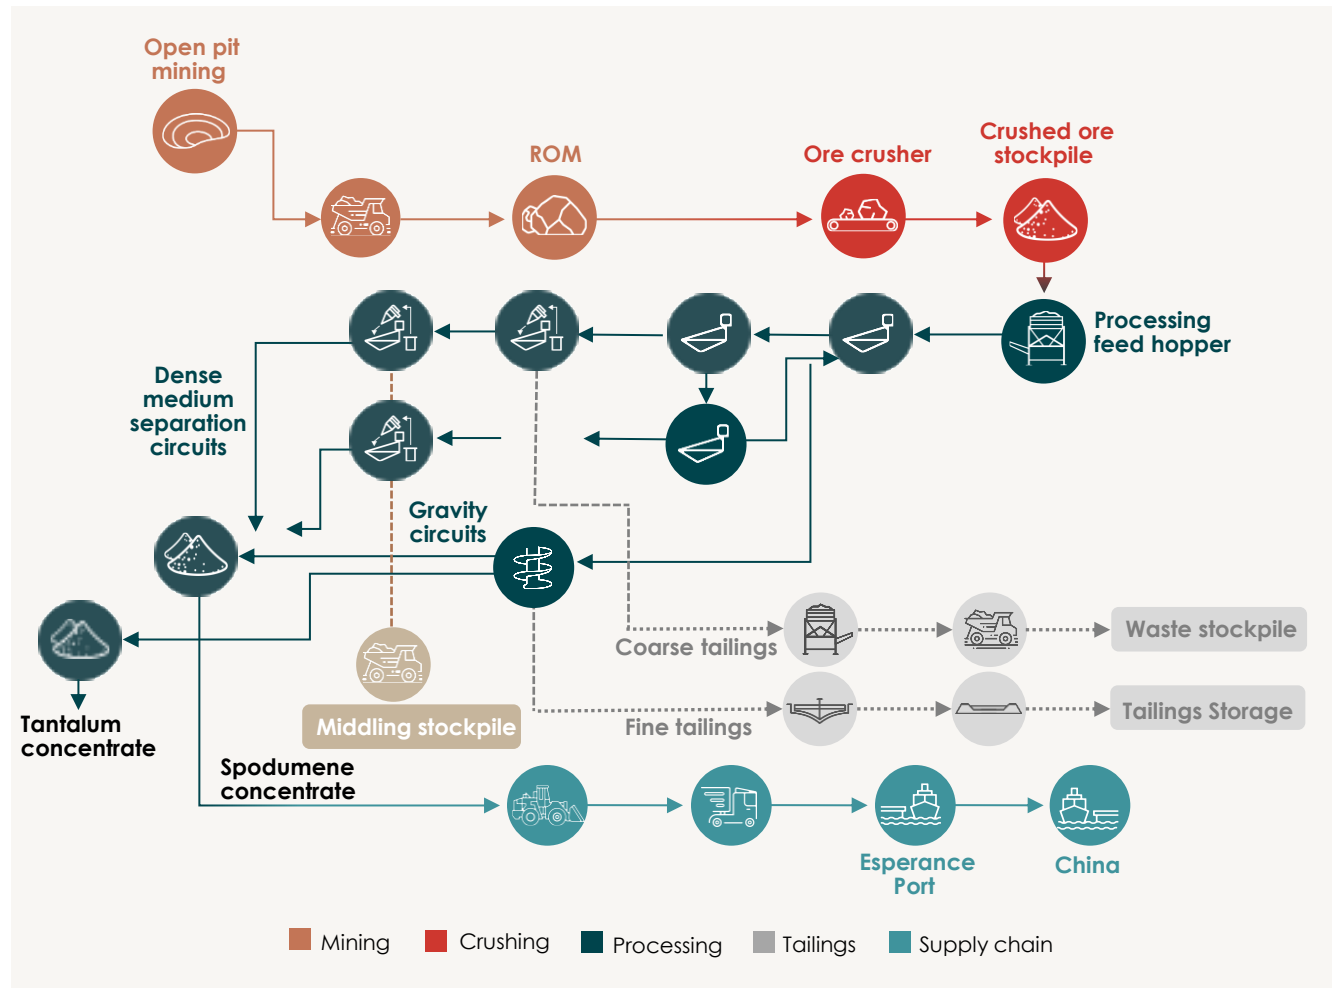 Open pit
mining
ROM
Ore crusher
Crushed ore
stockpile
Processing
feed hopper
Dense
medium
separation
circuits
Gravity
circuits
Coarse tailings
Waste stockpile
Fine tailings
Tailings Storage
Middling stockpile
Tantalum
concentrate
Spodumene
concentrate
Esperance
Port
China
Mining
Crushing
Processing
Tailings
Supply chain